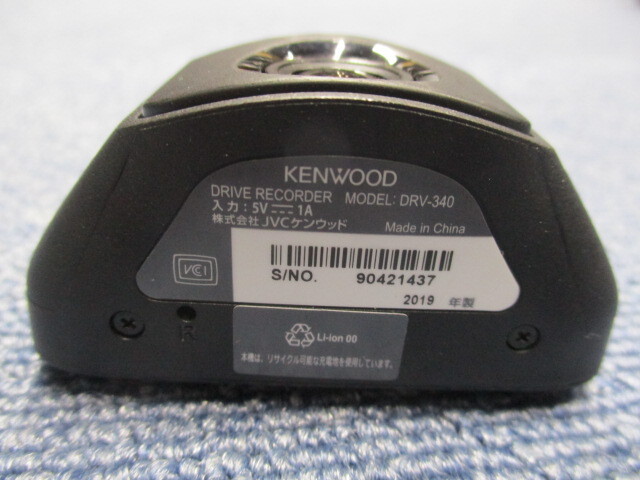 KENWOOD
DRIVE RECORDER MODEL: DRV-340
入力：5V 1A
株式会社 JVCケンウッド Made in China
VCI
S/NO. 90421437
2019 年製
R
Li-ion 00
本機は、リサイクル可能な充電池を使用しています。